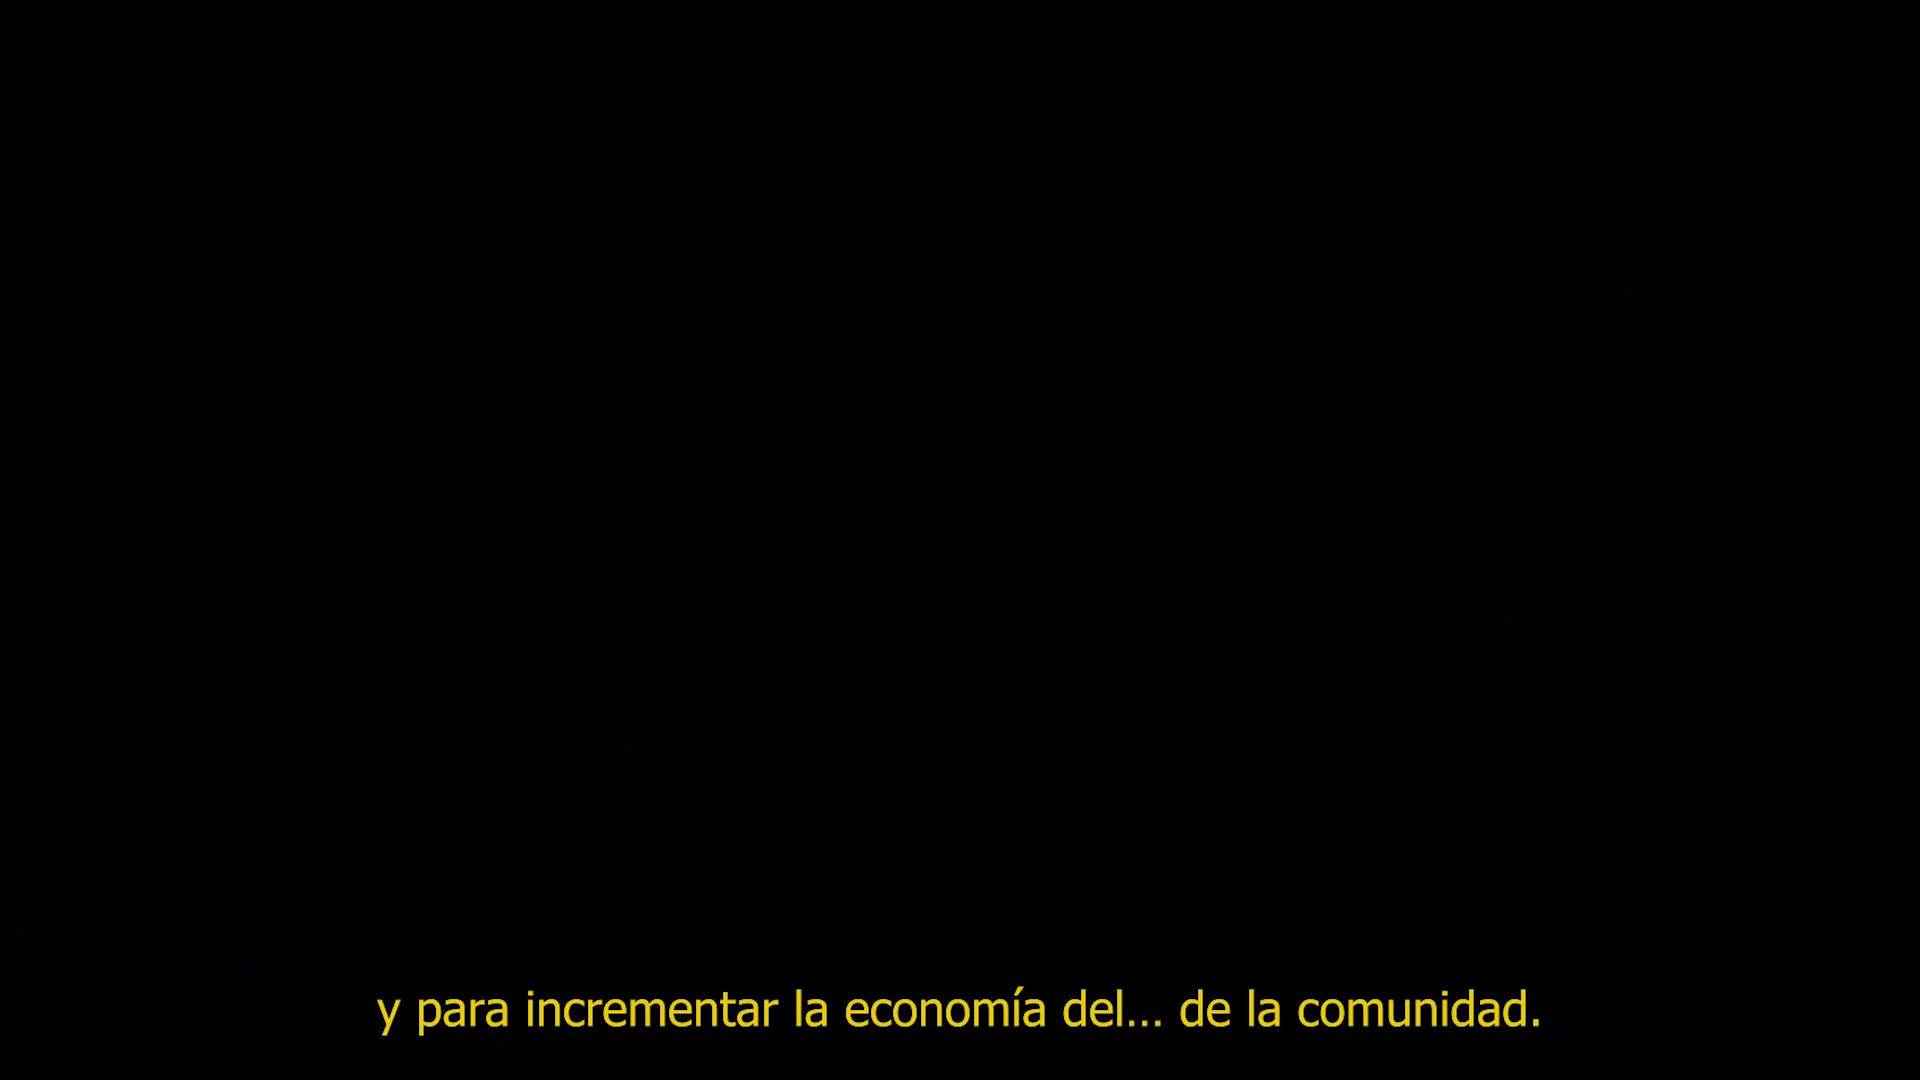 y para incrementar la economía del... de la comunidad.